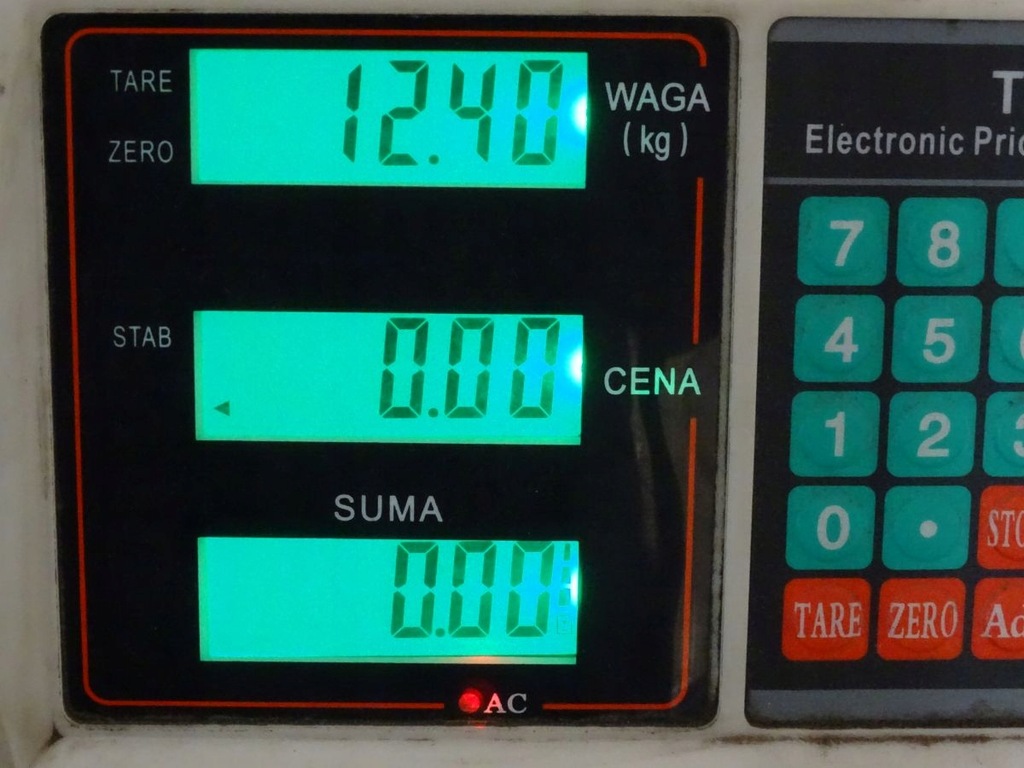 TARE
12.40
WAGA
(kg)
ZERO
STAB
0.00
CENA
SUMA
0.00
AC
Electronic
7 8
4 5
1 2 3
0 .
TARE ZERO